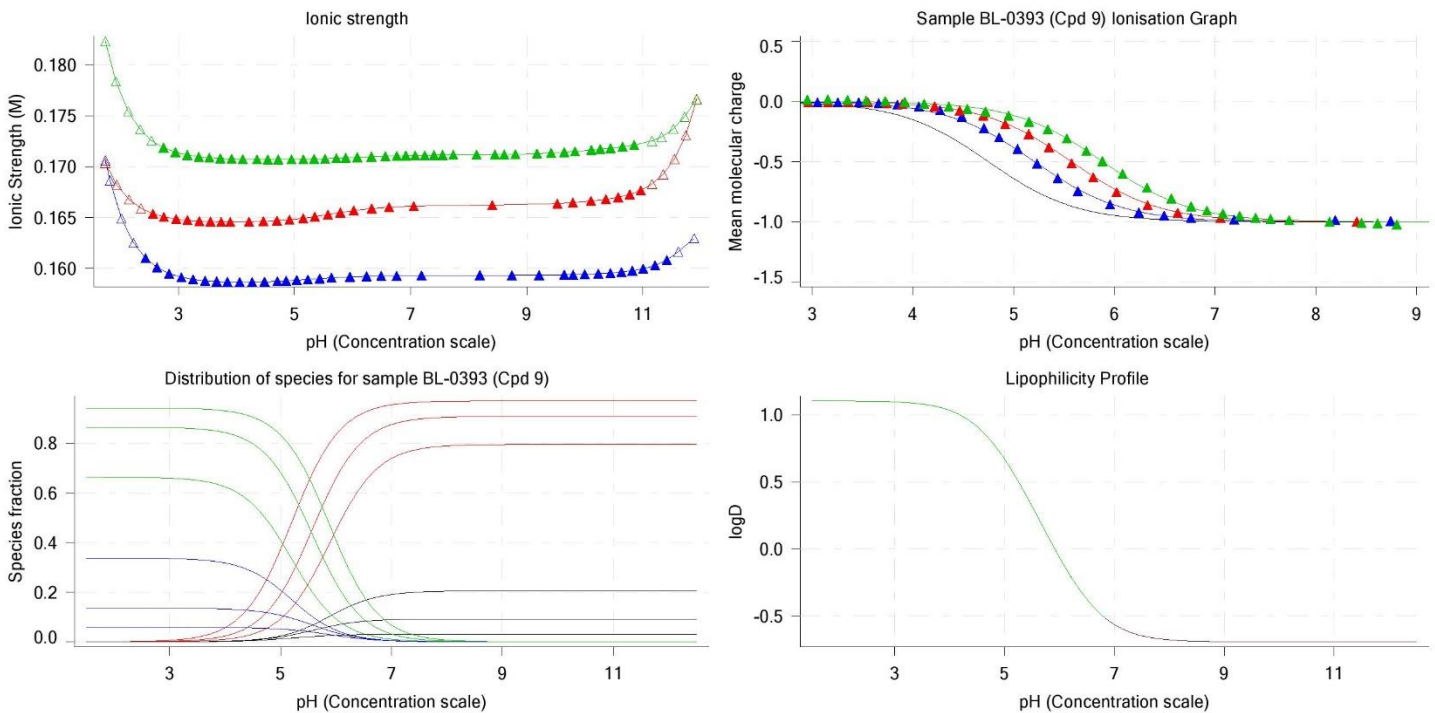 Ionic strength
Ionic Strength (M)
0.180
0.175
0.170
0.165
0.160
3 5 7 9 11
pH (Concentration scale)
Sample BL-0393 (Cpd 9) Ionisation Graph
Mean molecular charge
0.5
0.0
-0.5
-1.0
-1.5
3 4 5 6 7 8 9
pH (Concentration scale)
Distribution of species for sample BL-0393 (Cpd 9)
Species fraction
0.8
0.6
0.4
0.2
0.0
3 5 7 9 11
pH (Concentration scale)
Lipophilicity Profile
logD
1.0
0.5
0.0
-0.5
3 5 7 9 11
pH (Concentration scale)